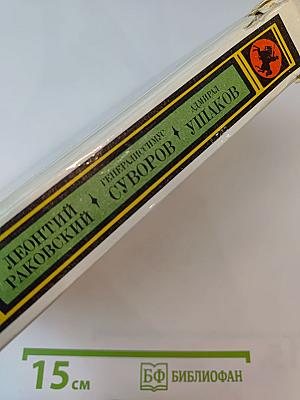 ЛЕОНТИЙ
РАКОВСКИЙ
ГЕНЕРАЛИССИМУС
СУВОРОВ
АДМИРАЛ
УШАКОВ
15 см
БФ БИБЛИОФАН